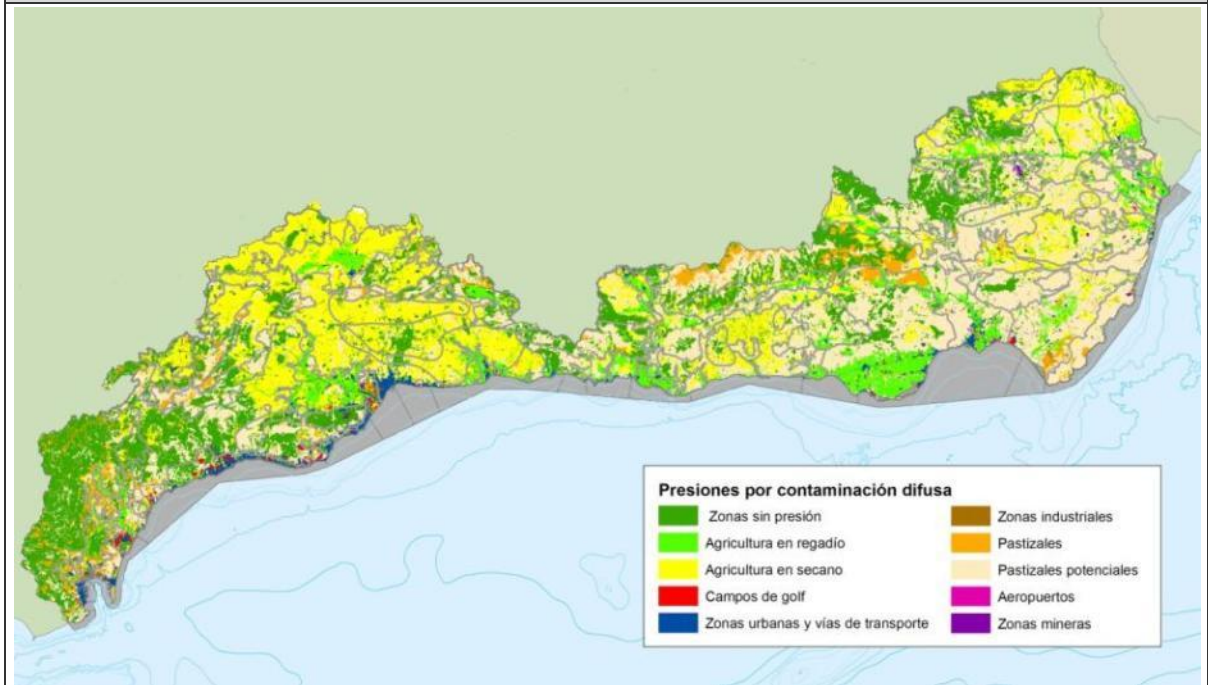 Presiones por contaminación difusa
Zonas sin presión
Agricultura en regadío
Agricultura en secano
Campos de golf
Zonas urbanas y vías de transporte
Zonas industriales
Pastizales
Pastizales potenciales
Aeropuertos
Zonas mineras